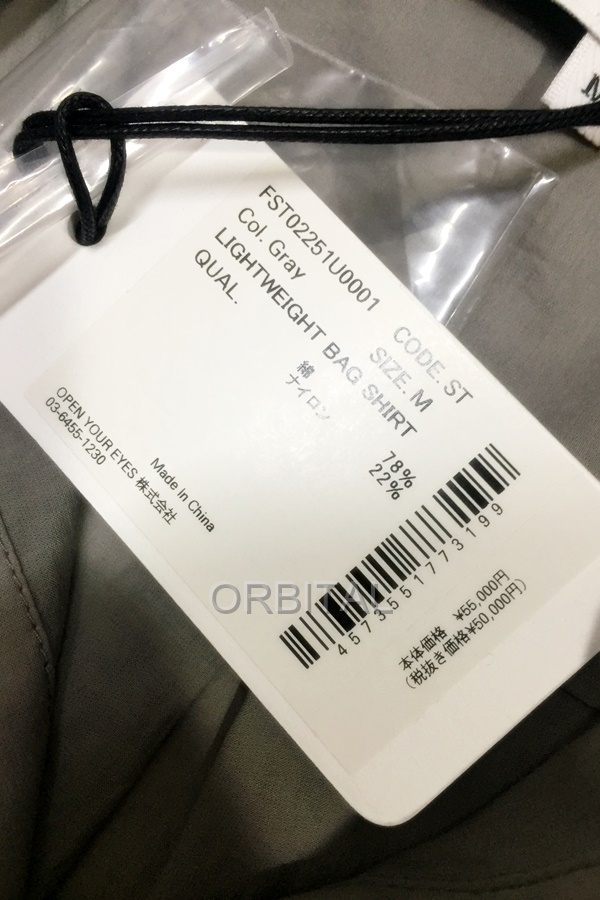 FST02251U0001 CODE. ST
Col. Gray SIZE. M
LIGHTWEIGHT BAG SHIRT
QUAL.
綿 78%
ナイロン 22%
4573551773199
本体価格 ¥55,000円
(税抜き価格¥50,000円)
Made In China
OPEN YOUR EYES 株式会社
03-6455-1230
ORBITAL
M